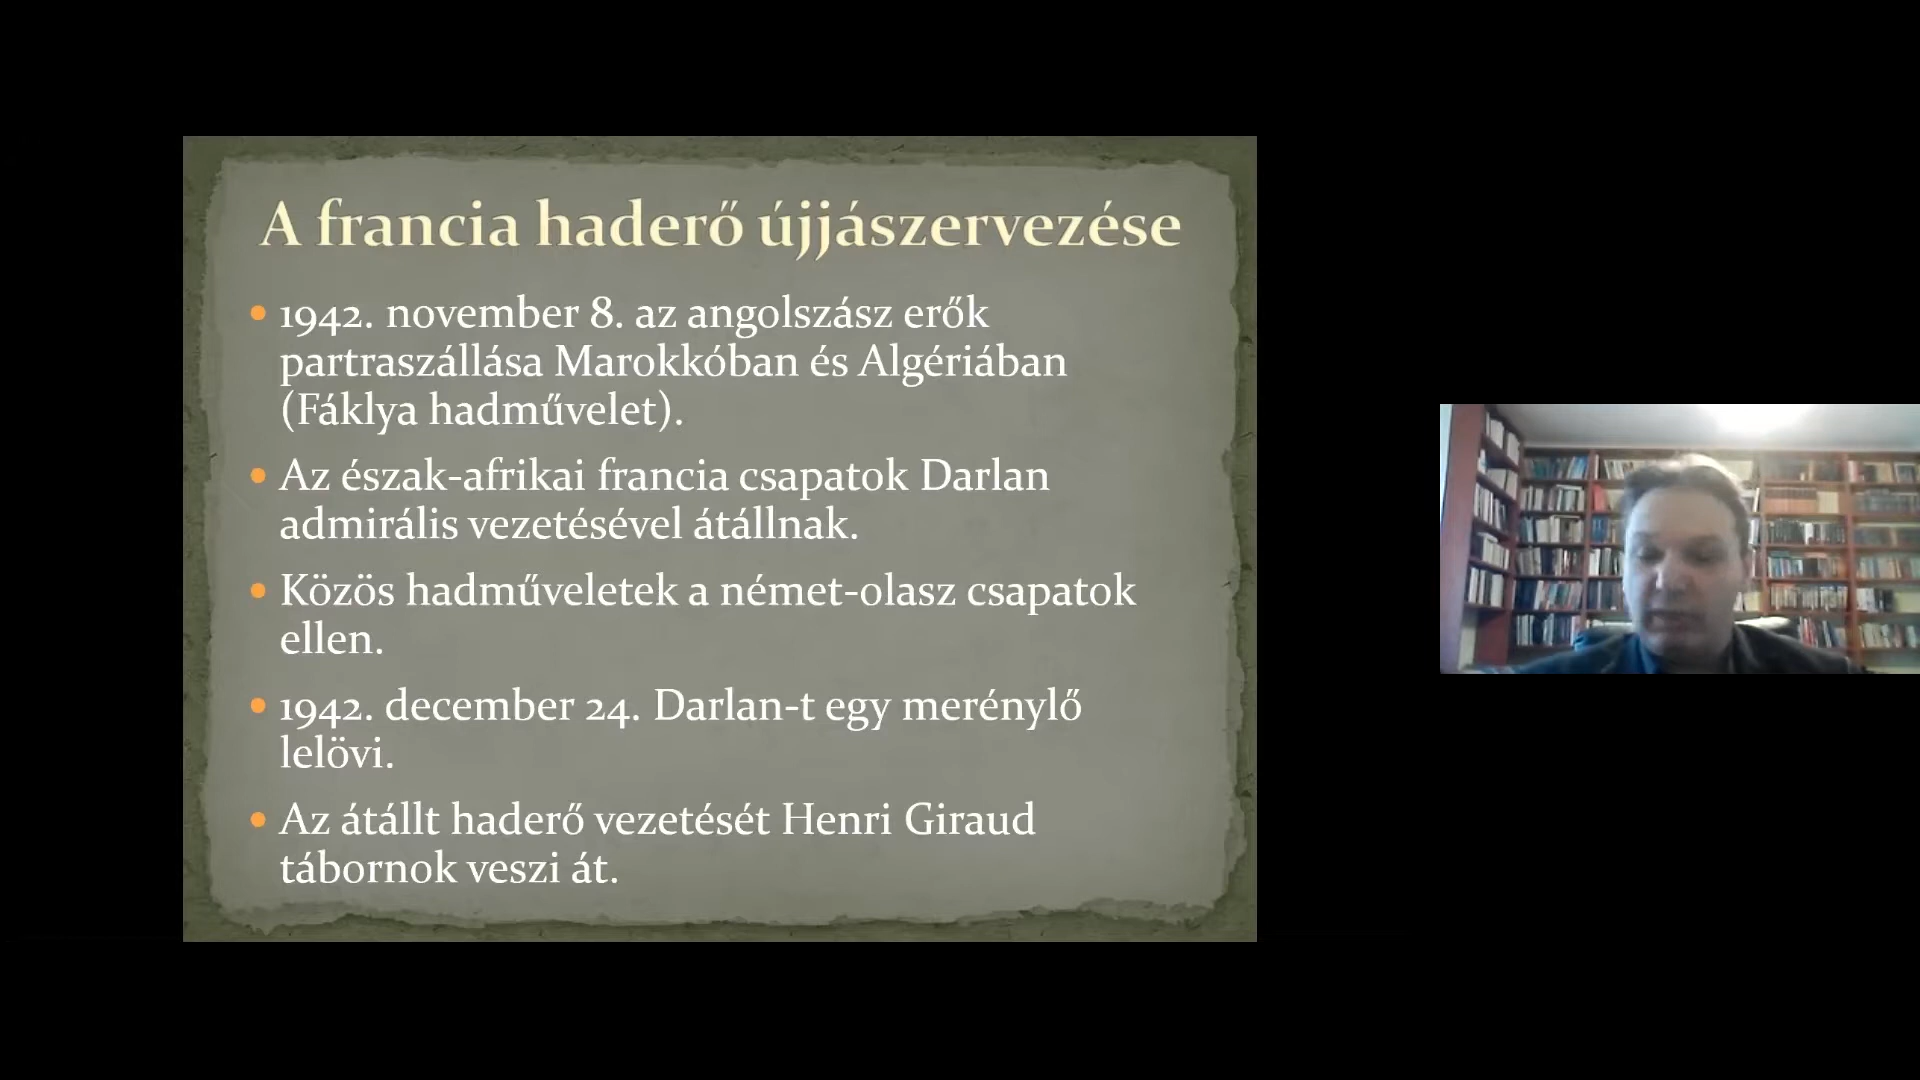 A francia haderő újjászervezése
1942. november 8. az angolszász erők
partraszállása Marokkóban és Algériában
(Fáklya hadművelet).
Az észak-afrikai francia csapatok Darlan
admirális vezetésével átállnak.
Közös hadműveletek a német-olasz csapatok
ellen.
1942. december 24. Darlan-t egy merénylő
lelövi.
Az átállt haderő vezetését Henri Giraud
tábornok veszi át.